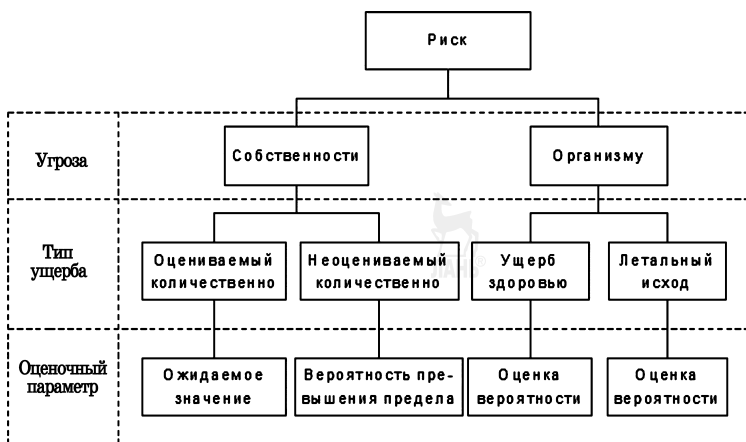 Риск
Угроза
Собственности
Организму
Тип
ущерба
Оцениваемый
количественно
Неоцениваемый
количественно
Ущерб
здоровью
Летальный
исход
ЛАНЬ®
Оценочный
параметр
Ожидаемое
значение
Вероятность пре-
вышения предела
Оценка
вероятности
Оценка
вероятности